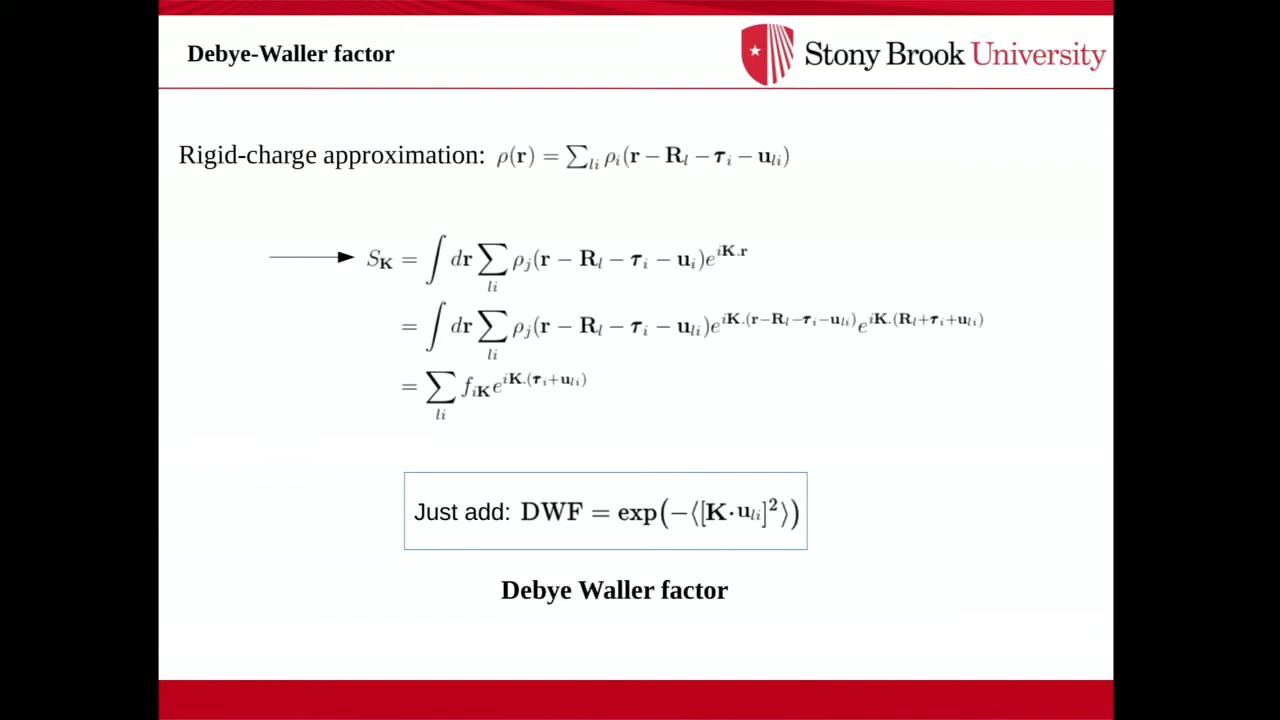 Debye-Waller factor
Stony Brook University
Rigid-charge approximation: ρ(𝐫) = ∑_{li} ρ_i(𝐫 − 𝐑_l − 𝛕_i − 𝐮_{li})
S_𝐊 = ∫ d𝐫 ∑_{li} ρ_j(𝐫 − 𝐑_l − 𝛕_i − 𝐮_i)e^{i𝐊.𝐫}
= ∫ d𝐫 ∑_{li} ρ_j(𝐫 − 𝐑_l − 𝛕_i − 𝐮_{li})e^{i𝐊.(𝐫−𝐑_l−𝛕_i−𝐮_{li})}e^{i𝐊.(𝐑_l+𝛕_i+𝐮_{li})}
= ∑_{li} f_{i𝐊}e^{i𝐊.(𝛕_i+𝐮_{li})}
Just add: DWF = exp(−⟨[𝐊·𝐮_{li}]²⟩)
Debye Waller factor